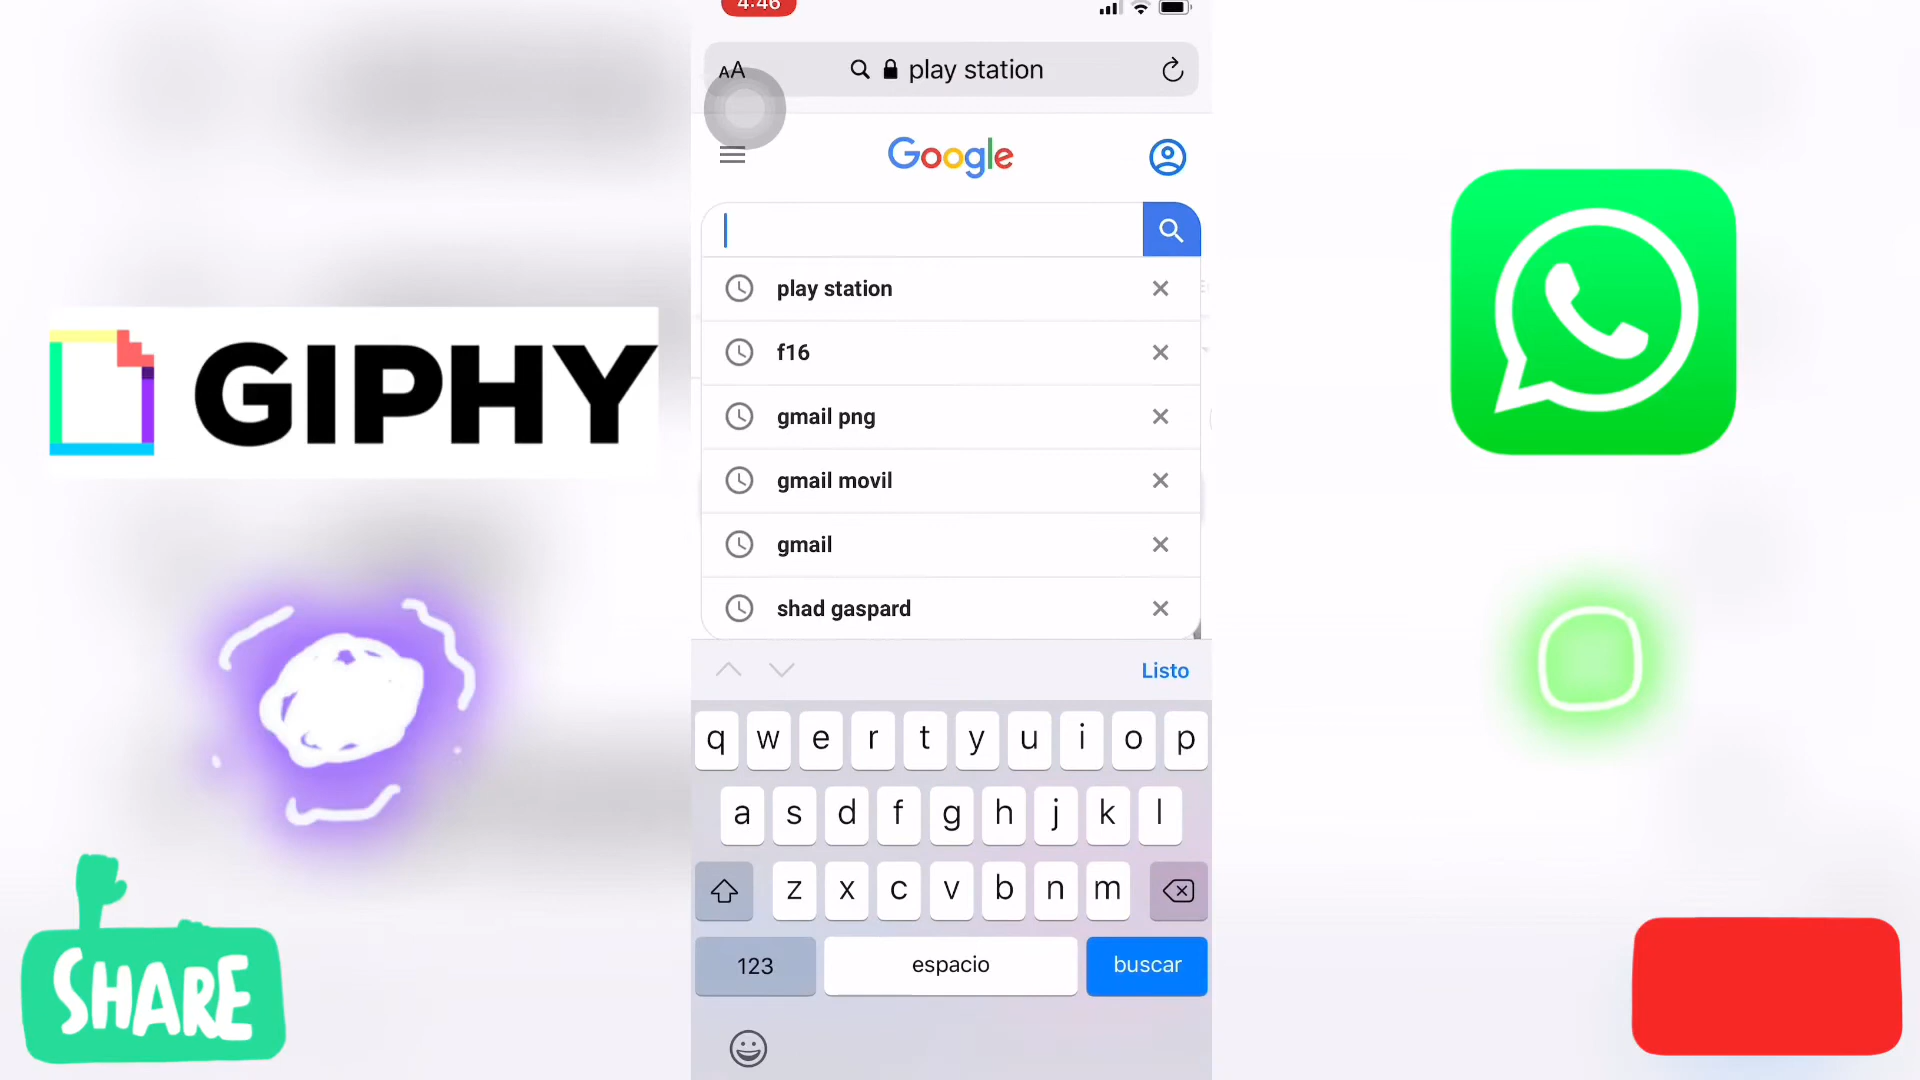 4:46
AA
play station
Google
play station
f16
gmail png
gmail movil
gmail
shad gaspard
Listo
q w e r t y u i o p
a s d f g h j k l
z x c v b n m
123
espacio
buscar
GIPHY
SHARE